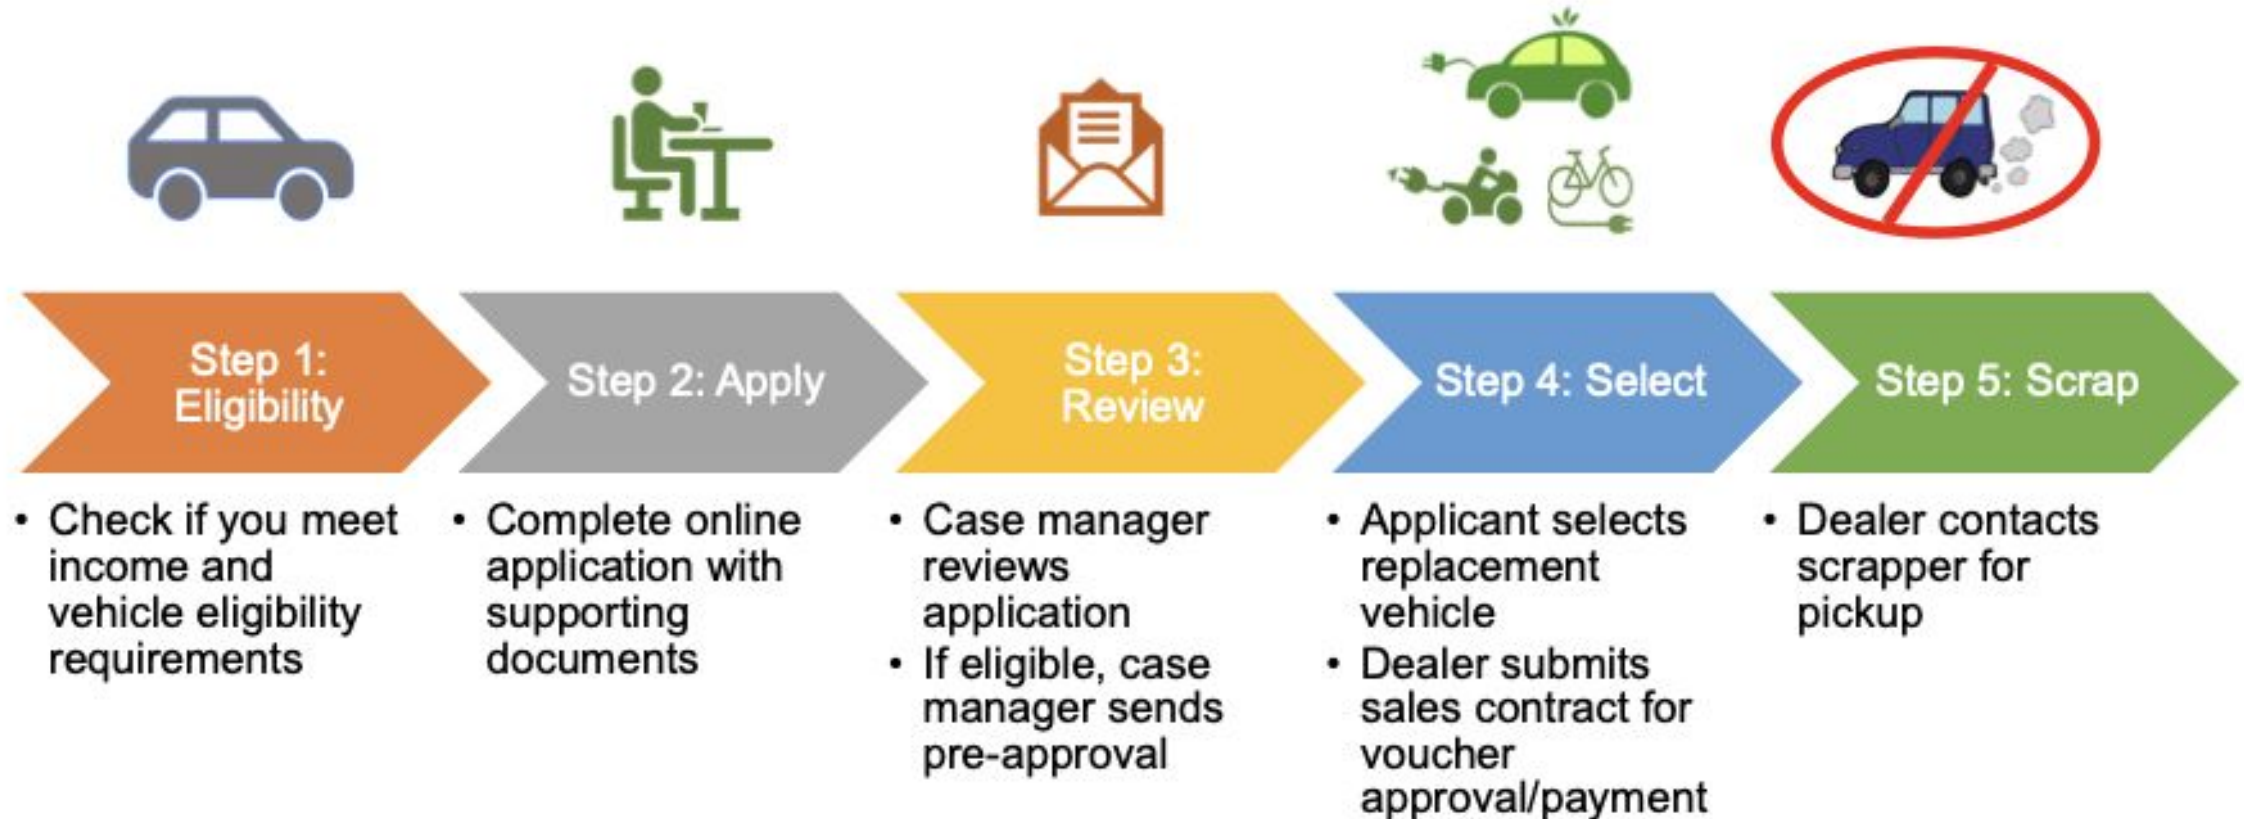 Step 1:
Eligibility
Step 2: Apply
Step 3:
Review
Step 4: Select
Step 5: Scrap
• Check if you meet
income and
vehicle eligibility
requirements
• Complete online
application with
supporting
documents
• Case manager
reviews
application
• If eligible, case
manager sends
pre-approval
• Applicant selects
replacement
vehicle
• Dealer submits
sales contract for
voucher
approval/payment
• Dealer contacts
scrapper for
pickup